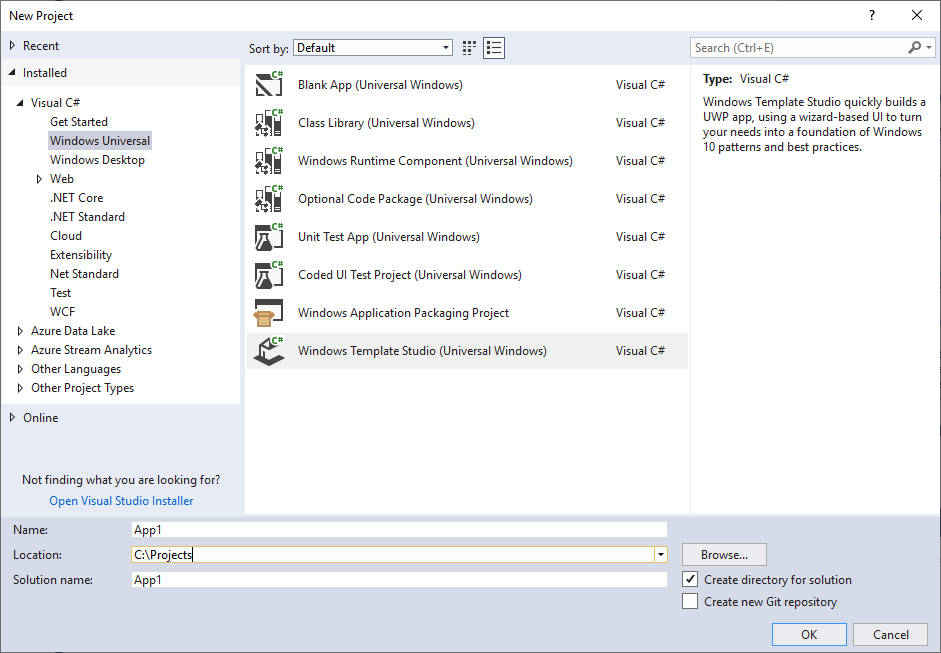 New Project
?
Recent
Installed
Visual C#
Get Started
Windows Universal
Windows Desktop
Web
.NET Core
.NET Standard
Cloud
Extensibility
Net Standard
Test
WCF
Azure Data Lake
Azure Stream Analytics
Other Languages
Other Project Types
Online
Not finding what you are looking for?
Open Visual Studio Installer
Sort by: Default
C# Blank App (Universal Windows) Visual C#
C# Class Library (Universal Windows) Visual C#
C# Windows Runtime Component (Universal Windows) Visual C#
C# Optional Code Package (Universal Windows) Visual C#
C# Unit Test App (Universal Windows) Visual C#
C# Coded UI Test Project (Universal Windows) Visual C#
Windows Application Packaging Project Visual C#
C# Windows Template Studio (Universal Windows) Visual C#
Search (Ctrl+E)
Type: Visual C#
Windows Template Studio quickly builds a
UWP app, using a wizard-based UI to turn
your needs into a foundation of Windows
10 patterns and best practices.
Name: App1
Location: C:\Projects
Browse...
Solution name: App1
Create directory for solution
Create new Git repository
OK
Cancel